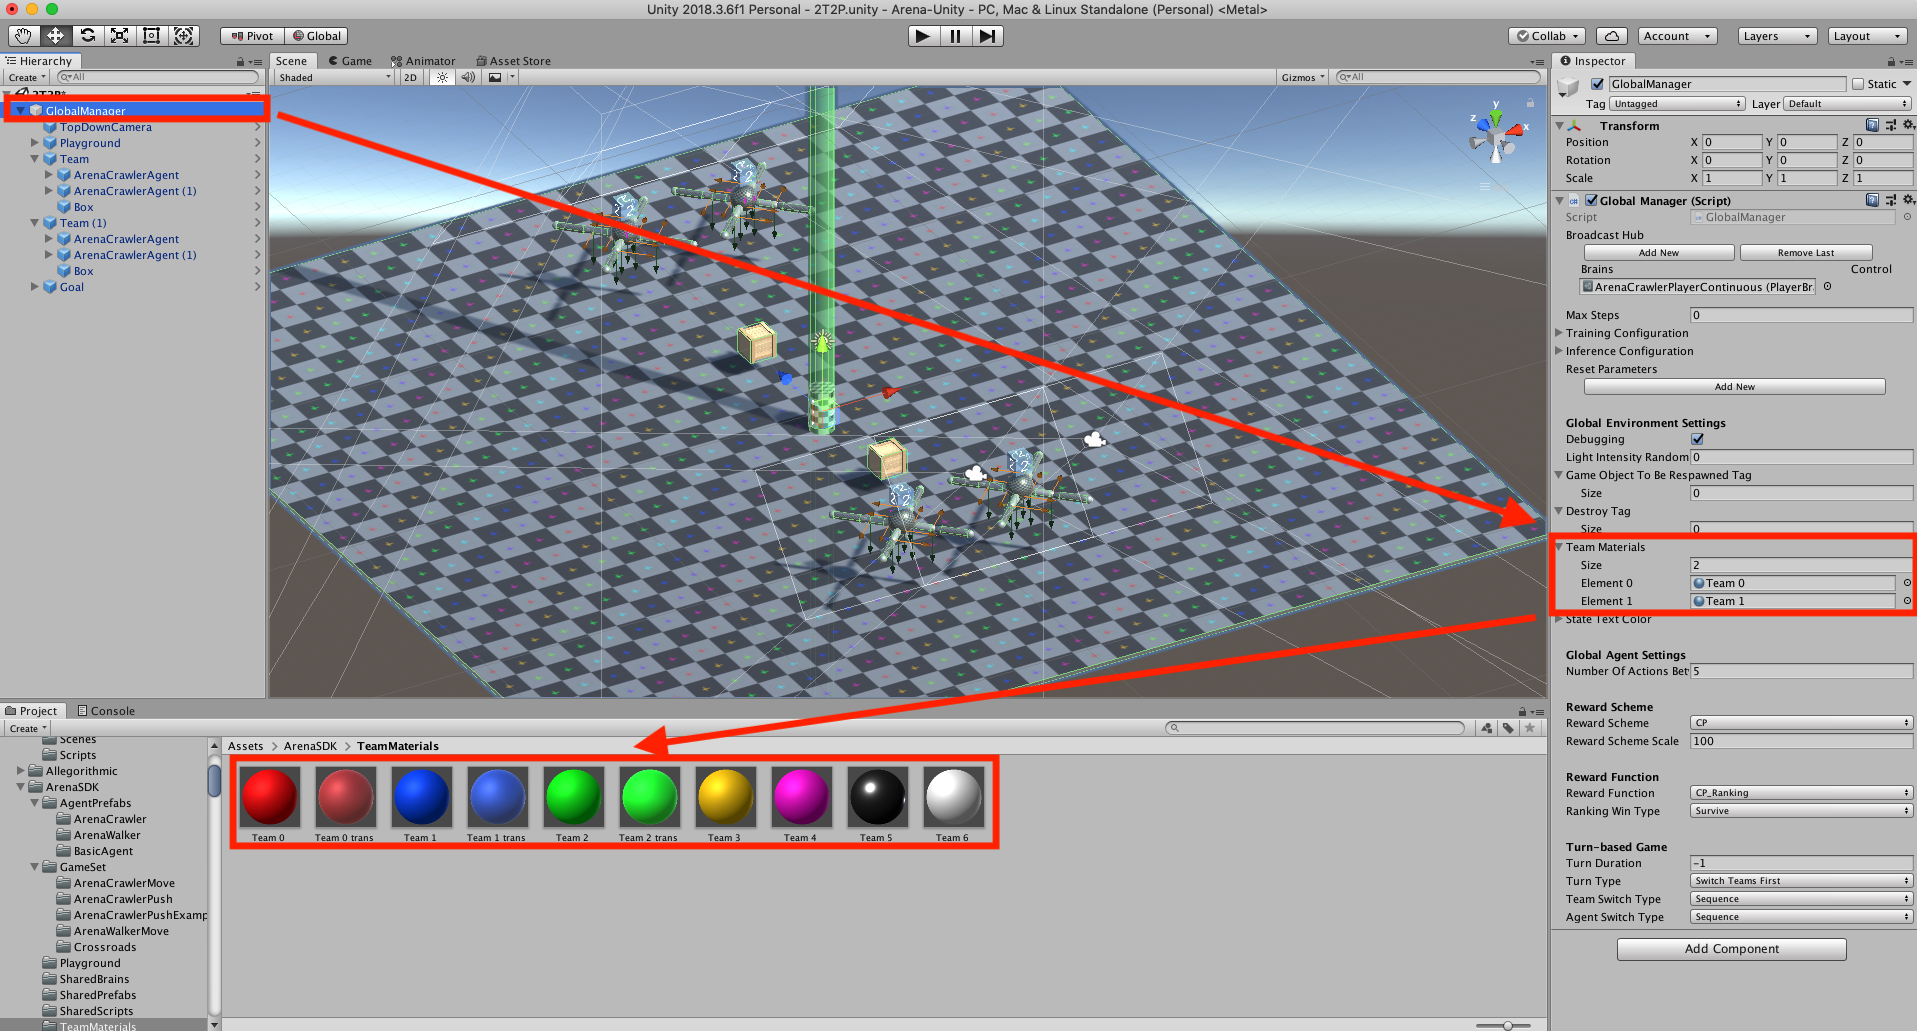 Unity 2018.3.6f1 Personal - 2T2P.unity - Arena-Unity - PC, Mac & Linux Standalone (Personal) <Metal>
Pivot Global
Collab Account Layers Layout
Hierarchy
Create All
2T2P*
GlobalManager
TopDownCamera
Playground
Team
ArenaCrawlerAgent
ArenaCrawlerAgent (1)
Box
Team (1)
ArenaCrawlerAgent
ArenaCrawlerAgent (1)
Box
Goal
Scene Game Animator Asset Store
Shaded 2D Gizmos All
y
z
x
2
2
2
2
Inspector
GlobalManager Static
Tag Untagged Layer Default
Transform
Position X 0 Y 0 Z 0
Rotation X 0 Y 0 Z 0
Scale X 1 Y 1 Z 1
Global Manager (Script)
Script GlobalManager
Broadcast Hub
Add New Remove Last
Brains Control
ArenaCrawlerPlayerContinuous (PlayerBr
Max Steps 0
Training Configuration
Inference Configuration
Reset Parameters
Add New
Global Environment Settings
Debugging
Light Intensity Random 0
Game Object To Be Respawned Tag
Size 0
Destroy Tag
Size 0
Team Materials
Size 2
Element 0 Team 0
Element 1 Team 1
State Text Color
Global Agent Settings
Number Of Actions Bet 5
Reward Scheme
Reward Scheme CP
Reward Scheme Scale 100
Reward Function
Reward Function CP_Ranking
Ranking Win Type Survive
Turn-based Game
Turn Duration -1
Turn Type Switch Teams First
Team Switch Type Sequence
Agent Switch Type Sequence
Add Component
Project Console
Create
Scenes
Scripts
Allegorithmic
ArenaSDK
AgentPrefabs
ArenaCrawler
ArenaWalker
BasicAgent
GameSet
ArenaCrawlerMove
ArenaCrawlerPush
ArenaCrawlerPushExamp
ArenaWalkerMove
Crossroads
Playground
SharedBrains
SharedPrefabs
SharedScripts
TeamMaterials
Assets > ArenaSDK > TeamMaterials
Team 0 Team 0 trans Team 1 Team 1 trans Team 2 Team 2 trans Team 3 Team 4 Team 5 Team 6